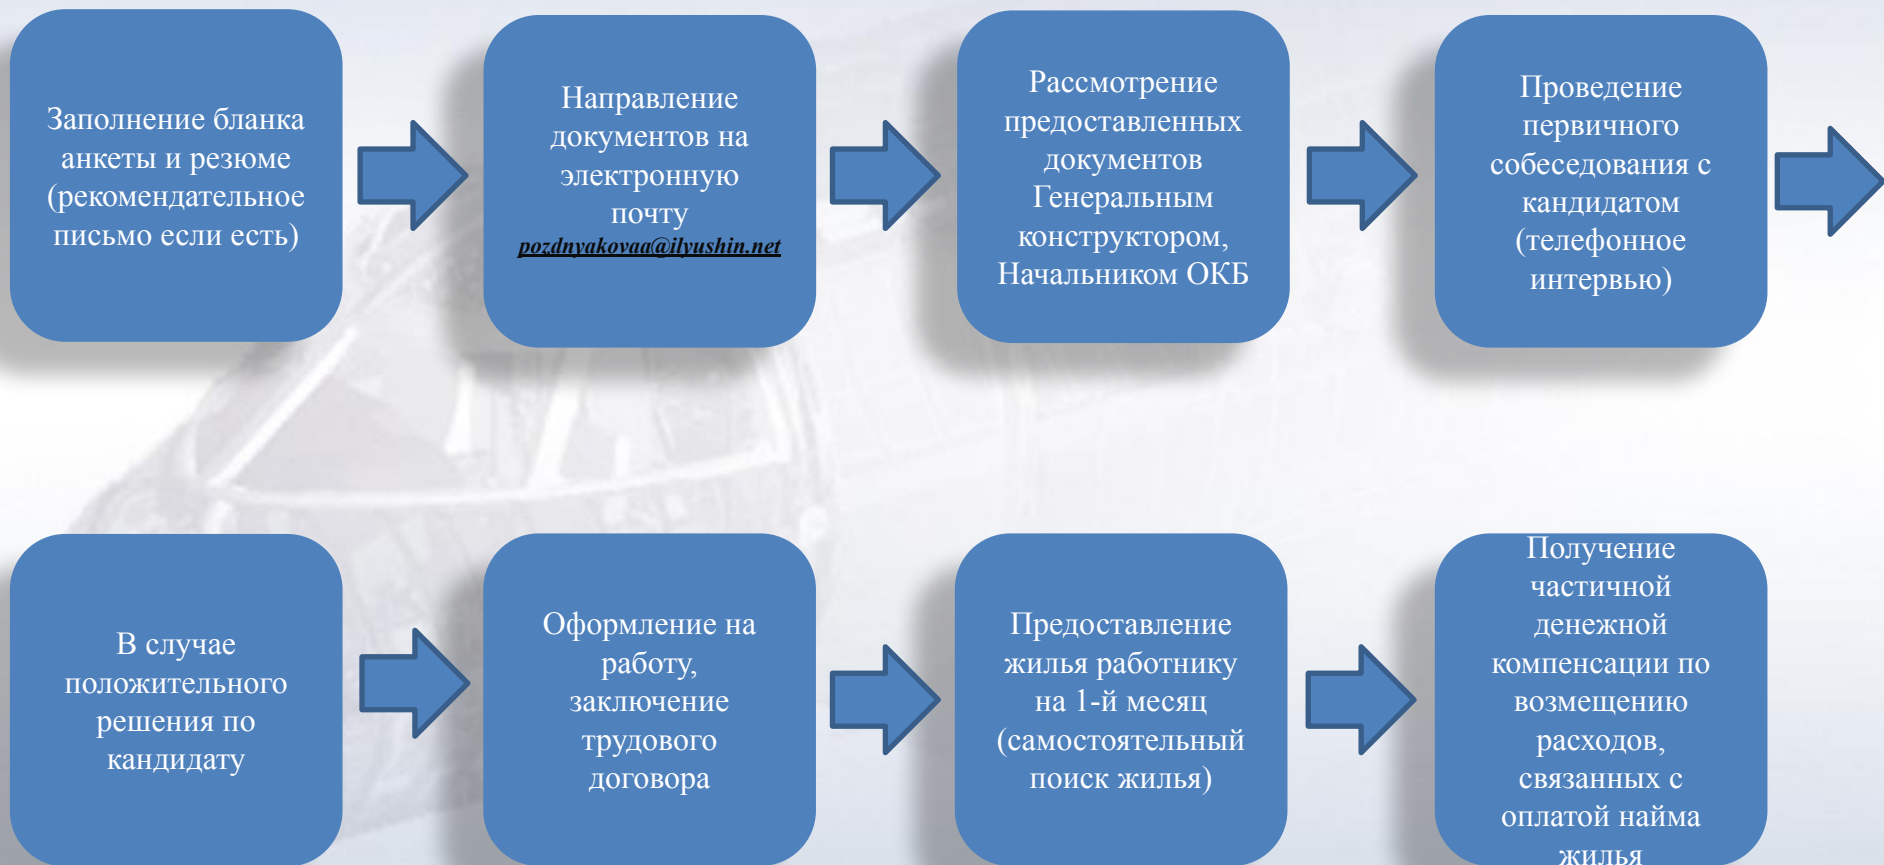 Заполнение бланка
анкеты и резюме
(рекомендательное
письмо если есть)
Направление
документов на
электронную
почту
pozdnyakovaa@ilyushin.net
Рассмотрение
предоставленных
документов
Генеральным
конструктором,
Начальником ОКБ
Проведение
первичного
собеседования с
кандидатом
(телефонное
интервью)
В случае
положительного
решения по
кандидату
Оформление на
работу,
заключение
трудового
договора
Предоставление
жилья работнику
на 1-й месяц
(самостоятельный
поиск жилья)
Получение
частичной
денежной
компенсации по
возмещению
расходов,
связанных с
оплатой найма
жилья